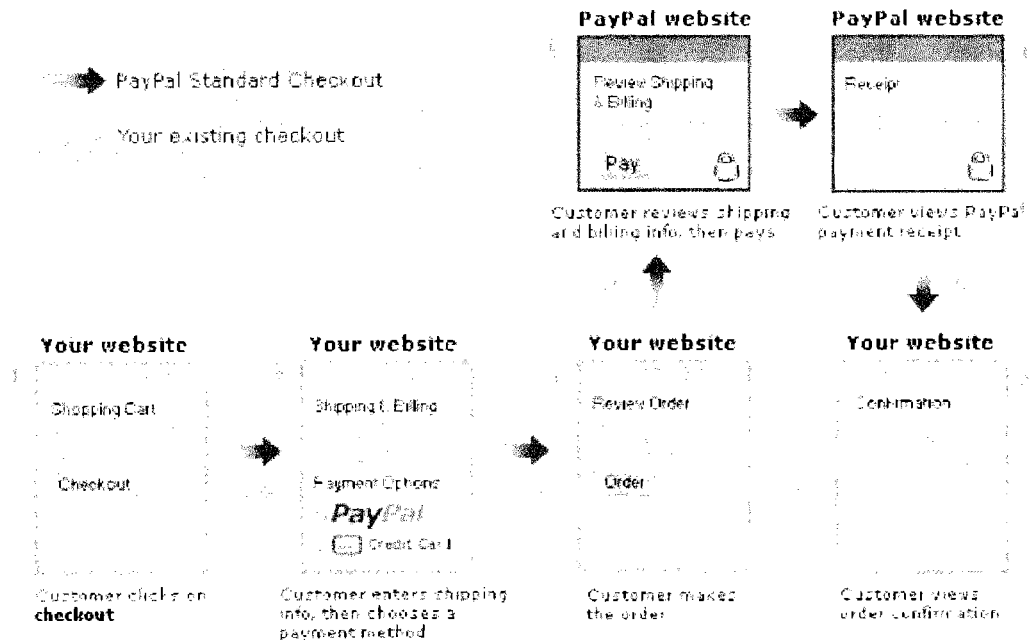 PayPal website
PayPal website
PayPal Standard Checkout
Your existing checkout
Review Shipping
& Billing
Pay
Receipt
Customer reviews shipping
and billing info, then pays
Customer views PayPal
payment receipt
Your website
Your website
Your website
Your website
Shopping Cart
Checkout
Shipping & Billing
Payment Options
PayPal
Credit Card
Review Order
Order
Confirmation
Customer clicks on
checkout
Customer enters shipping
info, then chooses a
payment method
Customer makes
the order
Customer views
order confirmation